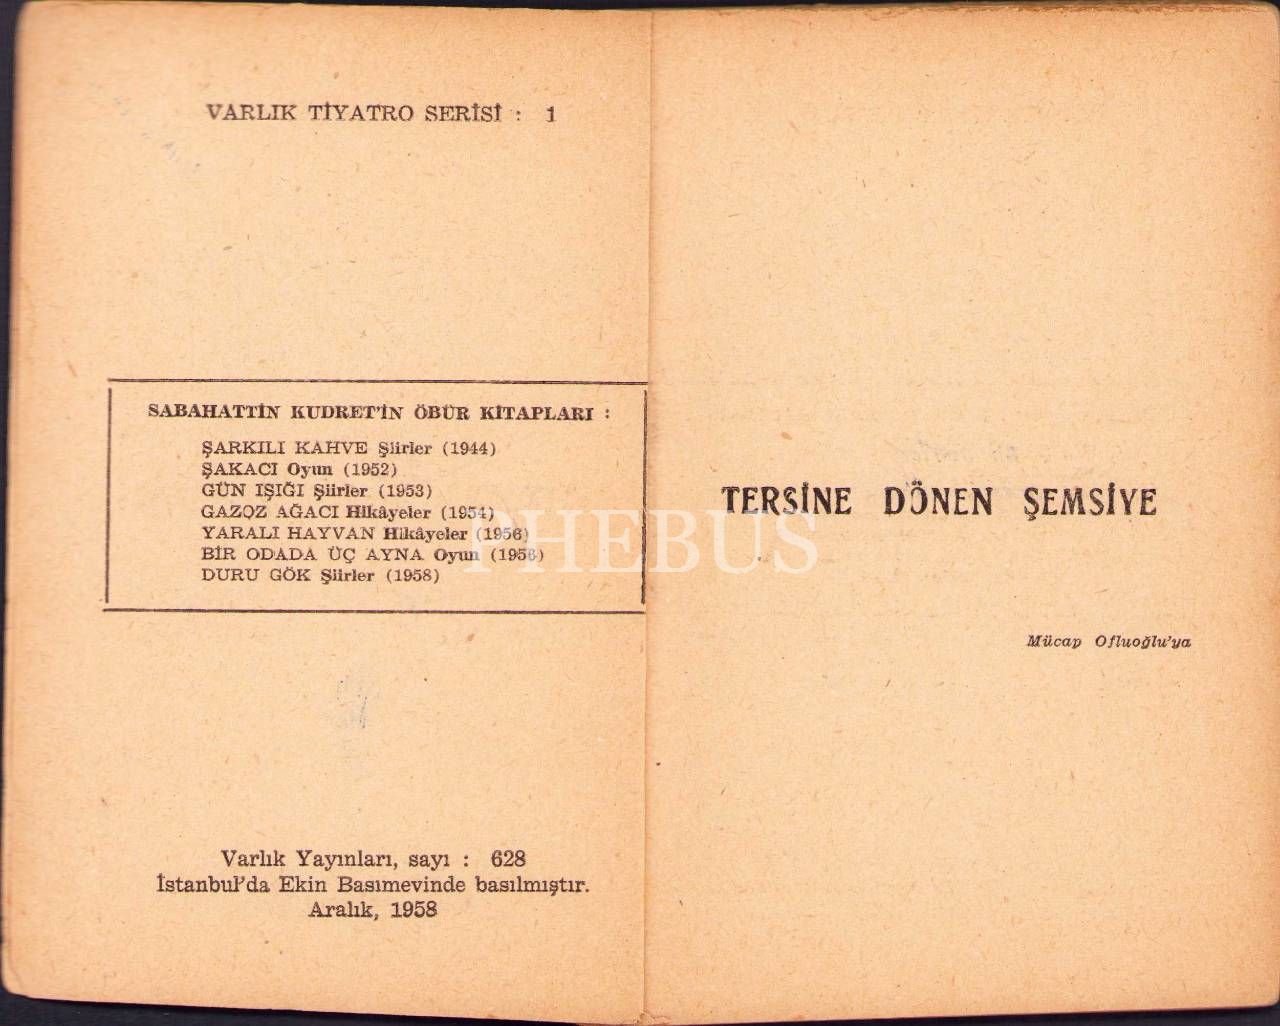 VARLIK TİYATRO SERİSİ : 1
SABAHATTİN KUDRET'İN ÖBÜR KİTAPLARI :
ŞARKILI KAHVE Şiirler (1944)
ŞAKACI Oyun (1952)
GÜN IŞIĞI Şiirler (1953)
GAZOZ AĞACI Hikâyeler (1954)
YARALI HAYVAN Hikâyeler (1956)
BİR ODADA ÜÇ AYNA Oyun (1956)
DURU GÖK Şiirler (1958)
Varlık Yayınları, sayı : 628
İstanbul'da Ekin Basımevinde basılmıştır.
Aralık, 1958
TERSİNE DÖNEN ŞEMSİYE
Mücap Ofluoğlu'ya
PHEBUS